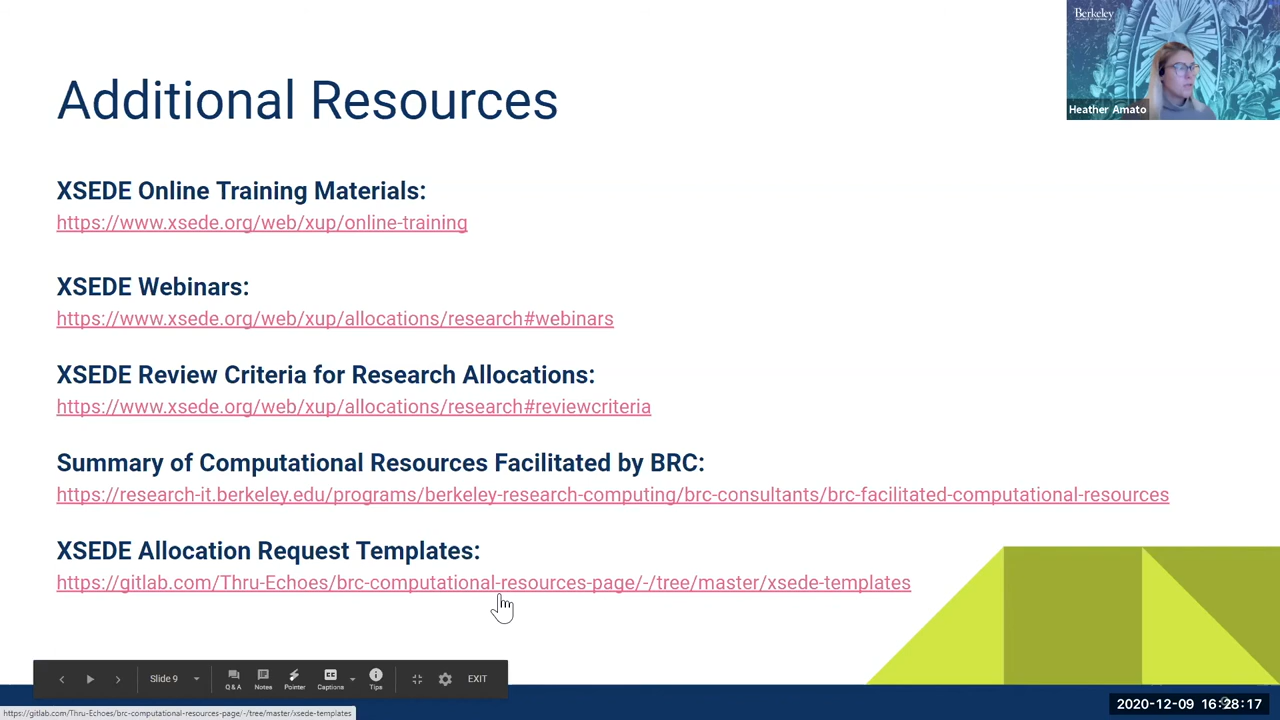 Berkeley
Heather Amato
Additional Resources
XSEDE Online Training Materials:
https://www.xsede.org/web/xup/online-training
XSEDE Webinars:
https://www.xsede.org/web/xup/allocations/research#webinars
XSEDE Review Criteria for Research Allocations:
https://www.xsede.org/web/xup/allocations/research#reviewcriteria
Summary of Computational Resources Facilitated by BRC:
https://research-it.berkeley.edu/programs/berkeley-research-computing/brc-consultants/brc-facilitated-computational-resources
XSEDE Allocation Request Templates:
https://gitlab.com/Thru-Echoes/brc-computational-resources-page/-/tree/master/xsede-templates
Slide 9
Q & A
Notes
Pointer
CC
Captions
Tips
EXIT
2020-12-09 16:28:17
https://gitlab.com/Thru-Echoes/brc-computational-resources-page/-/tree/master/xsede-templates